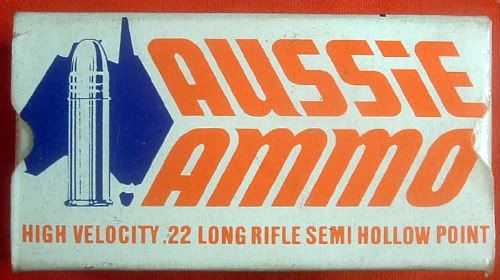 AUSSiE
AMMO
HIGH VELOCITY .22 LONG RIFLE SEMI HOLLOW POINT